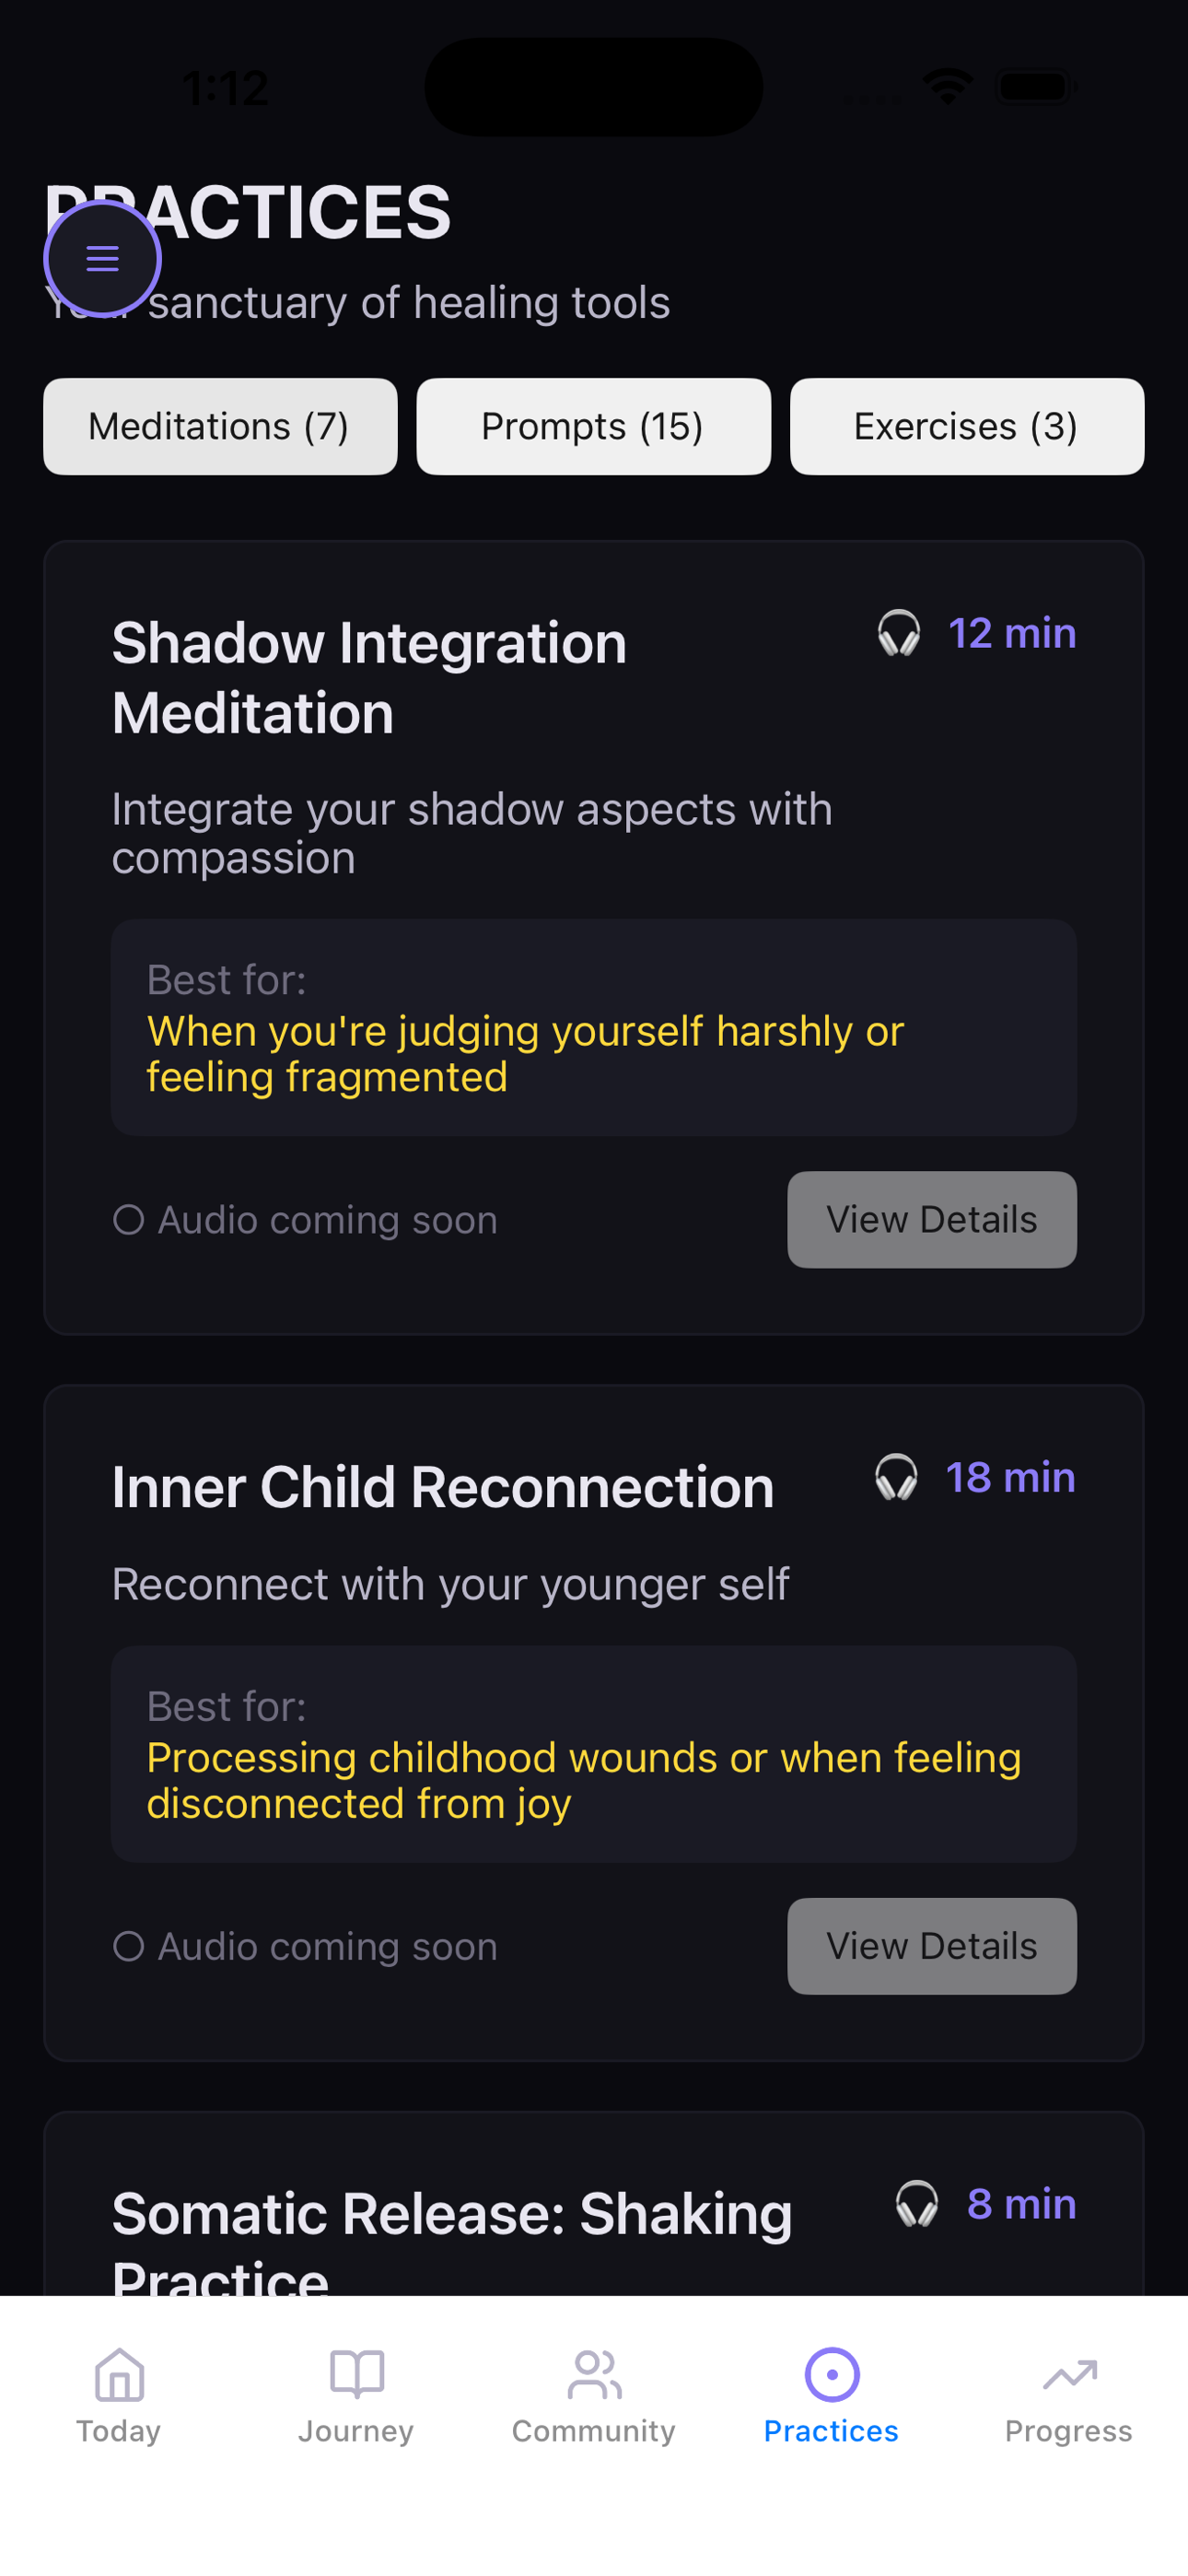 1:12
PRACTICES
Your sanctuary of healing tools
Meditations (7)
Prompts (15)
Exercises (3)
Shadow Integration
Meditation
12 min
Integrate your shadow aspects with
compassion
Best for:
When you're judging yourself harshly or
feeling fragmented
Audio coming soon
View Details
Inner Child Reconnection
18 min
Reconnect with your younger self
Best for:
Processing childhood wounds or when feeling
disconnected from joy
Audio coming soon
View Details
Somatic Release: Shaking
Practice
8 min
Today
Journey
Community
Practices
Progress